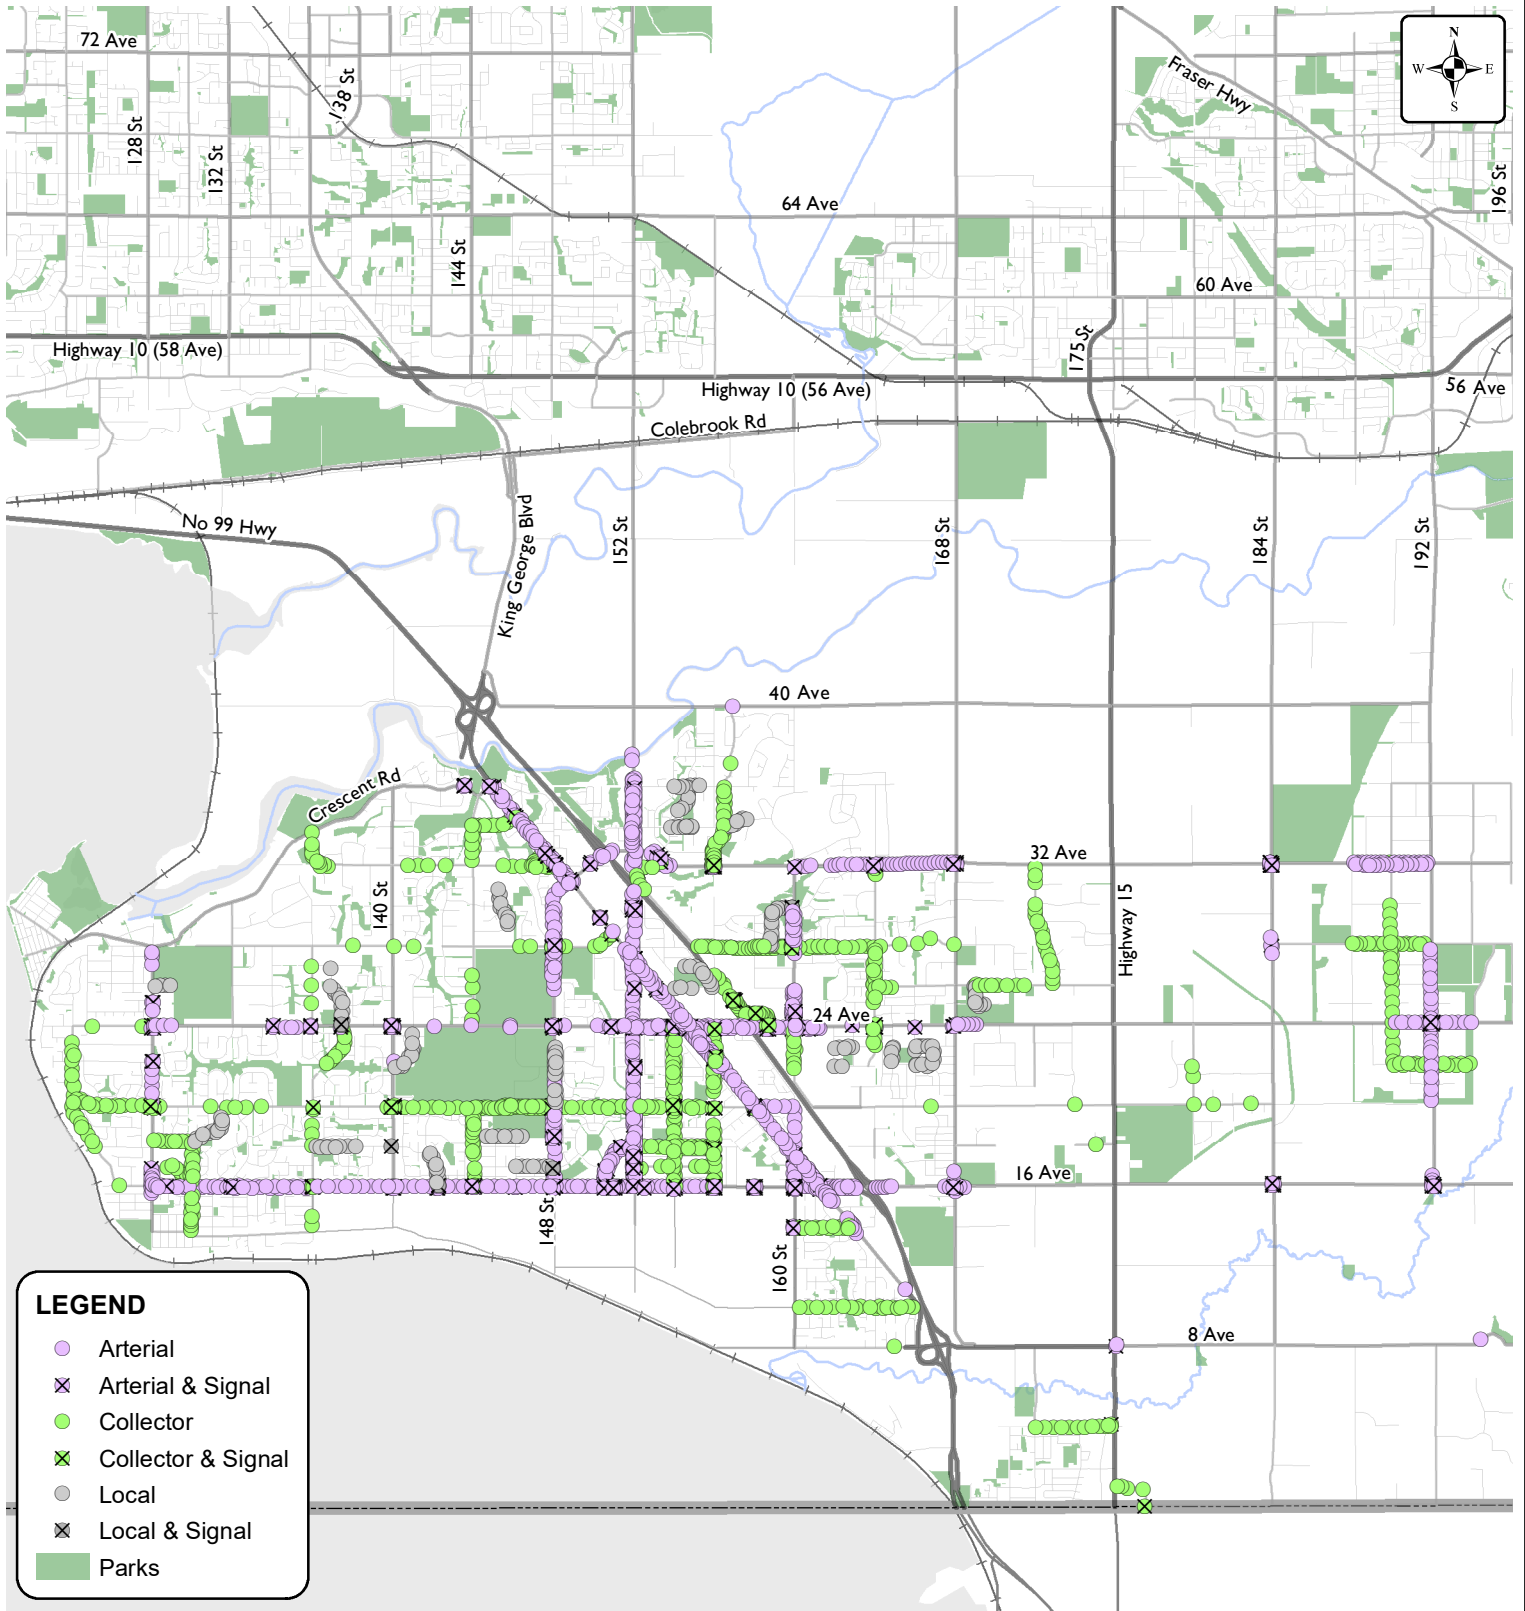 72 Ave
138 St
128 St
132 St
Fraser Hwy
N
W E
S
196 St
64 Ave
144 St
60 Ave
175 St
Highway 10 (58 Ave)
Highway 10 (56 Ave)
56 Ave
Colebrook Rd
No 99 Hwy
King George Blvd
152 St
168 St
184 St
192 St
40 Ave
Crescent Rd
32 Ave
140 St
Highway 15
24 Ave
16 Ave
148 St
160 St
8 Ave
LEGEND
Arterial
Arterial & Signal
Collector
Collector & Signal
Local
Local & Signal
Parks